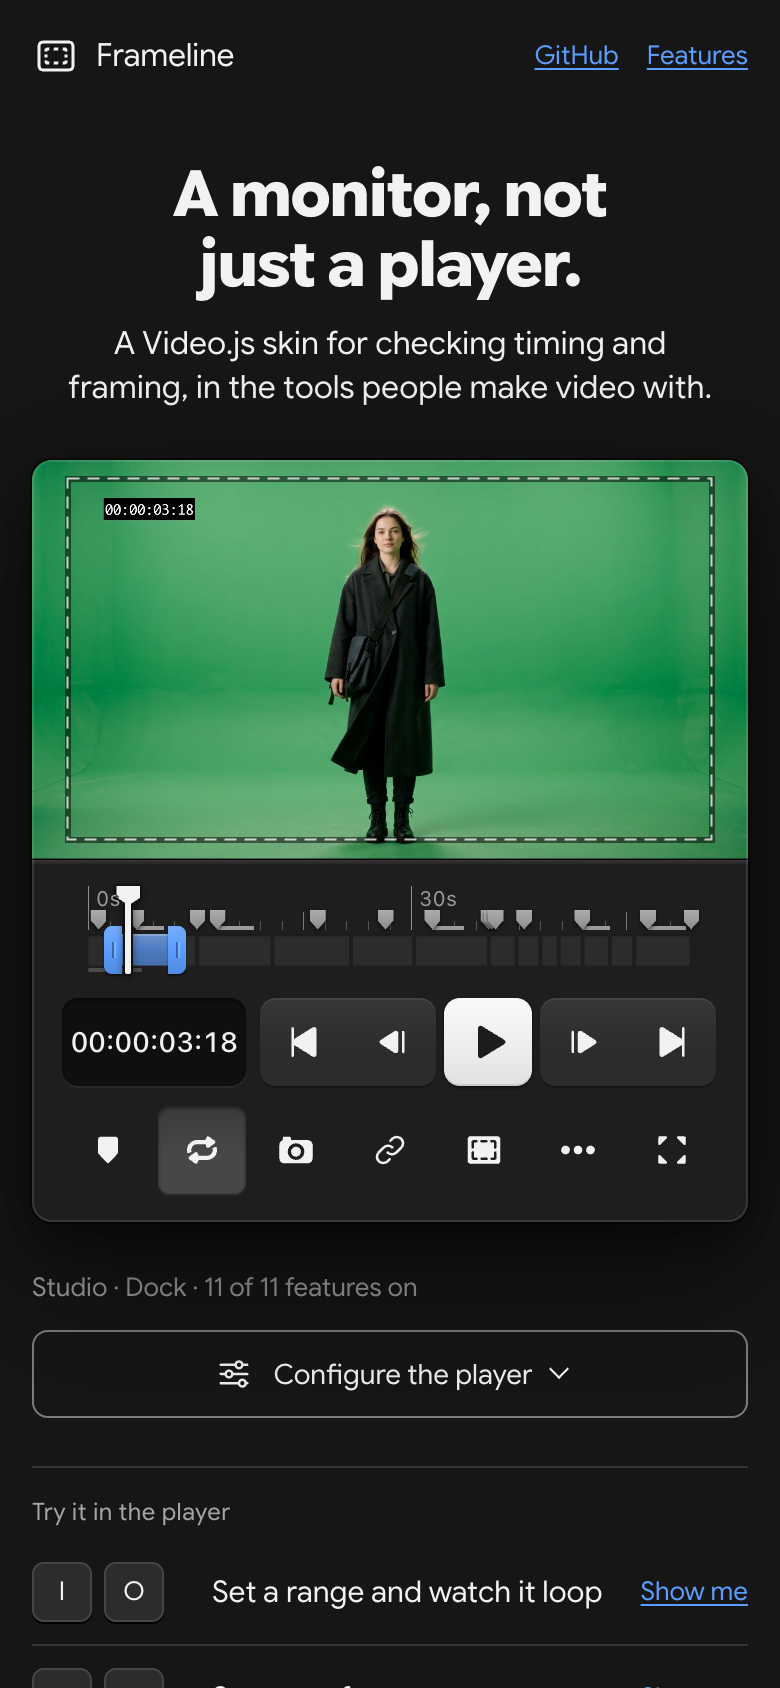 Frameline
GitHub Features
A monitor, not
just a player.
A Video.js skin for checking timing and
framing, in the tools people make video with.
00:00:03:18
0s
30s
00:00:03:18
Studio · Dock · 11 of 11 features on
Configure the player
Try it in the player
I O Set a range and watch it loop Show me